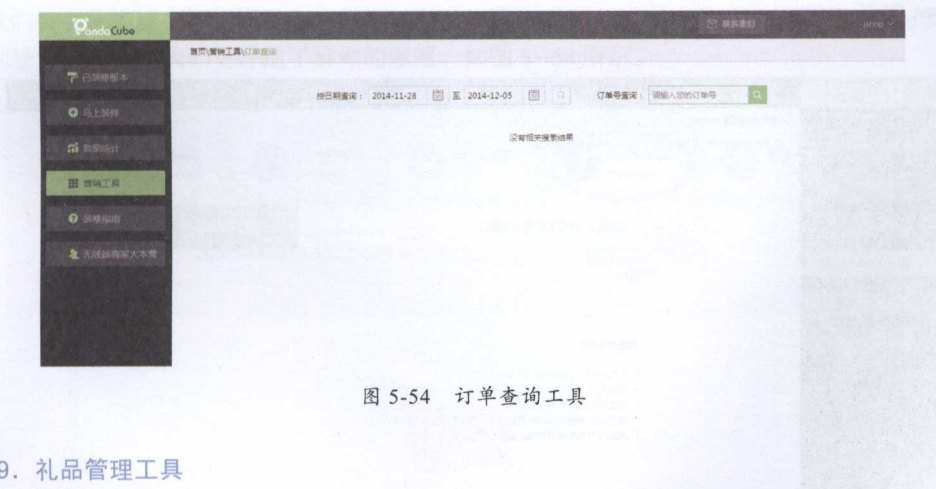 PandaCube
联系我们
jshop
首页\营销工具\订单查询
已装修版本
马上装修
数据统计
营销工具
装修指南
无线端商家大本营
按日期查询： 2014-11-28 至 2014-12-05 订单号查询： 请输入您的订单号
没有相关搜索结果
图 5-54 订单查询工具
9. 礼品管理工具